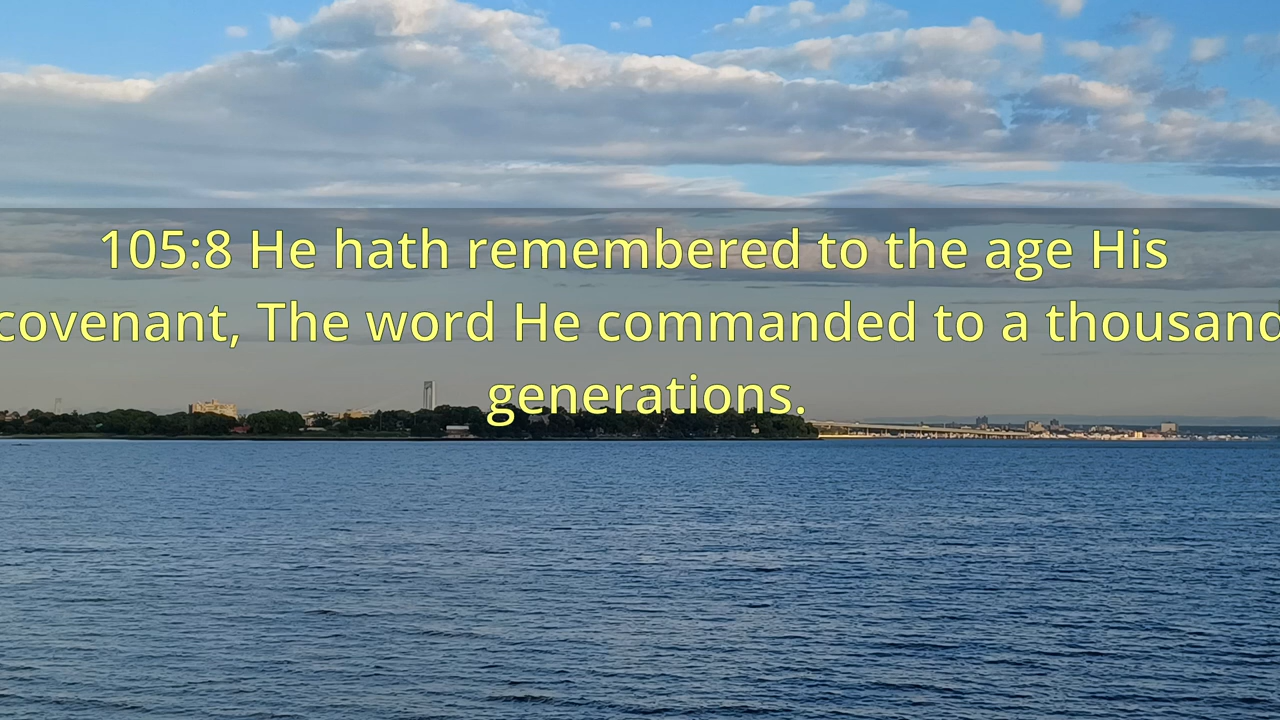 105:8 He hath remembered to the age His
covenant, The word He commanded to a thousand
generations.